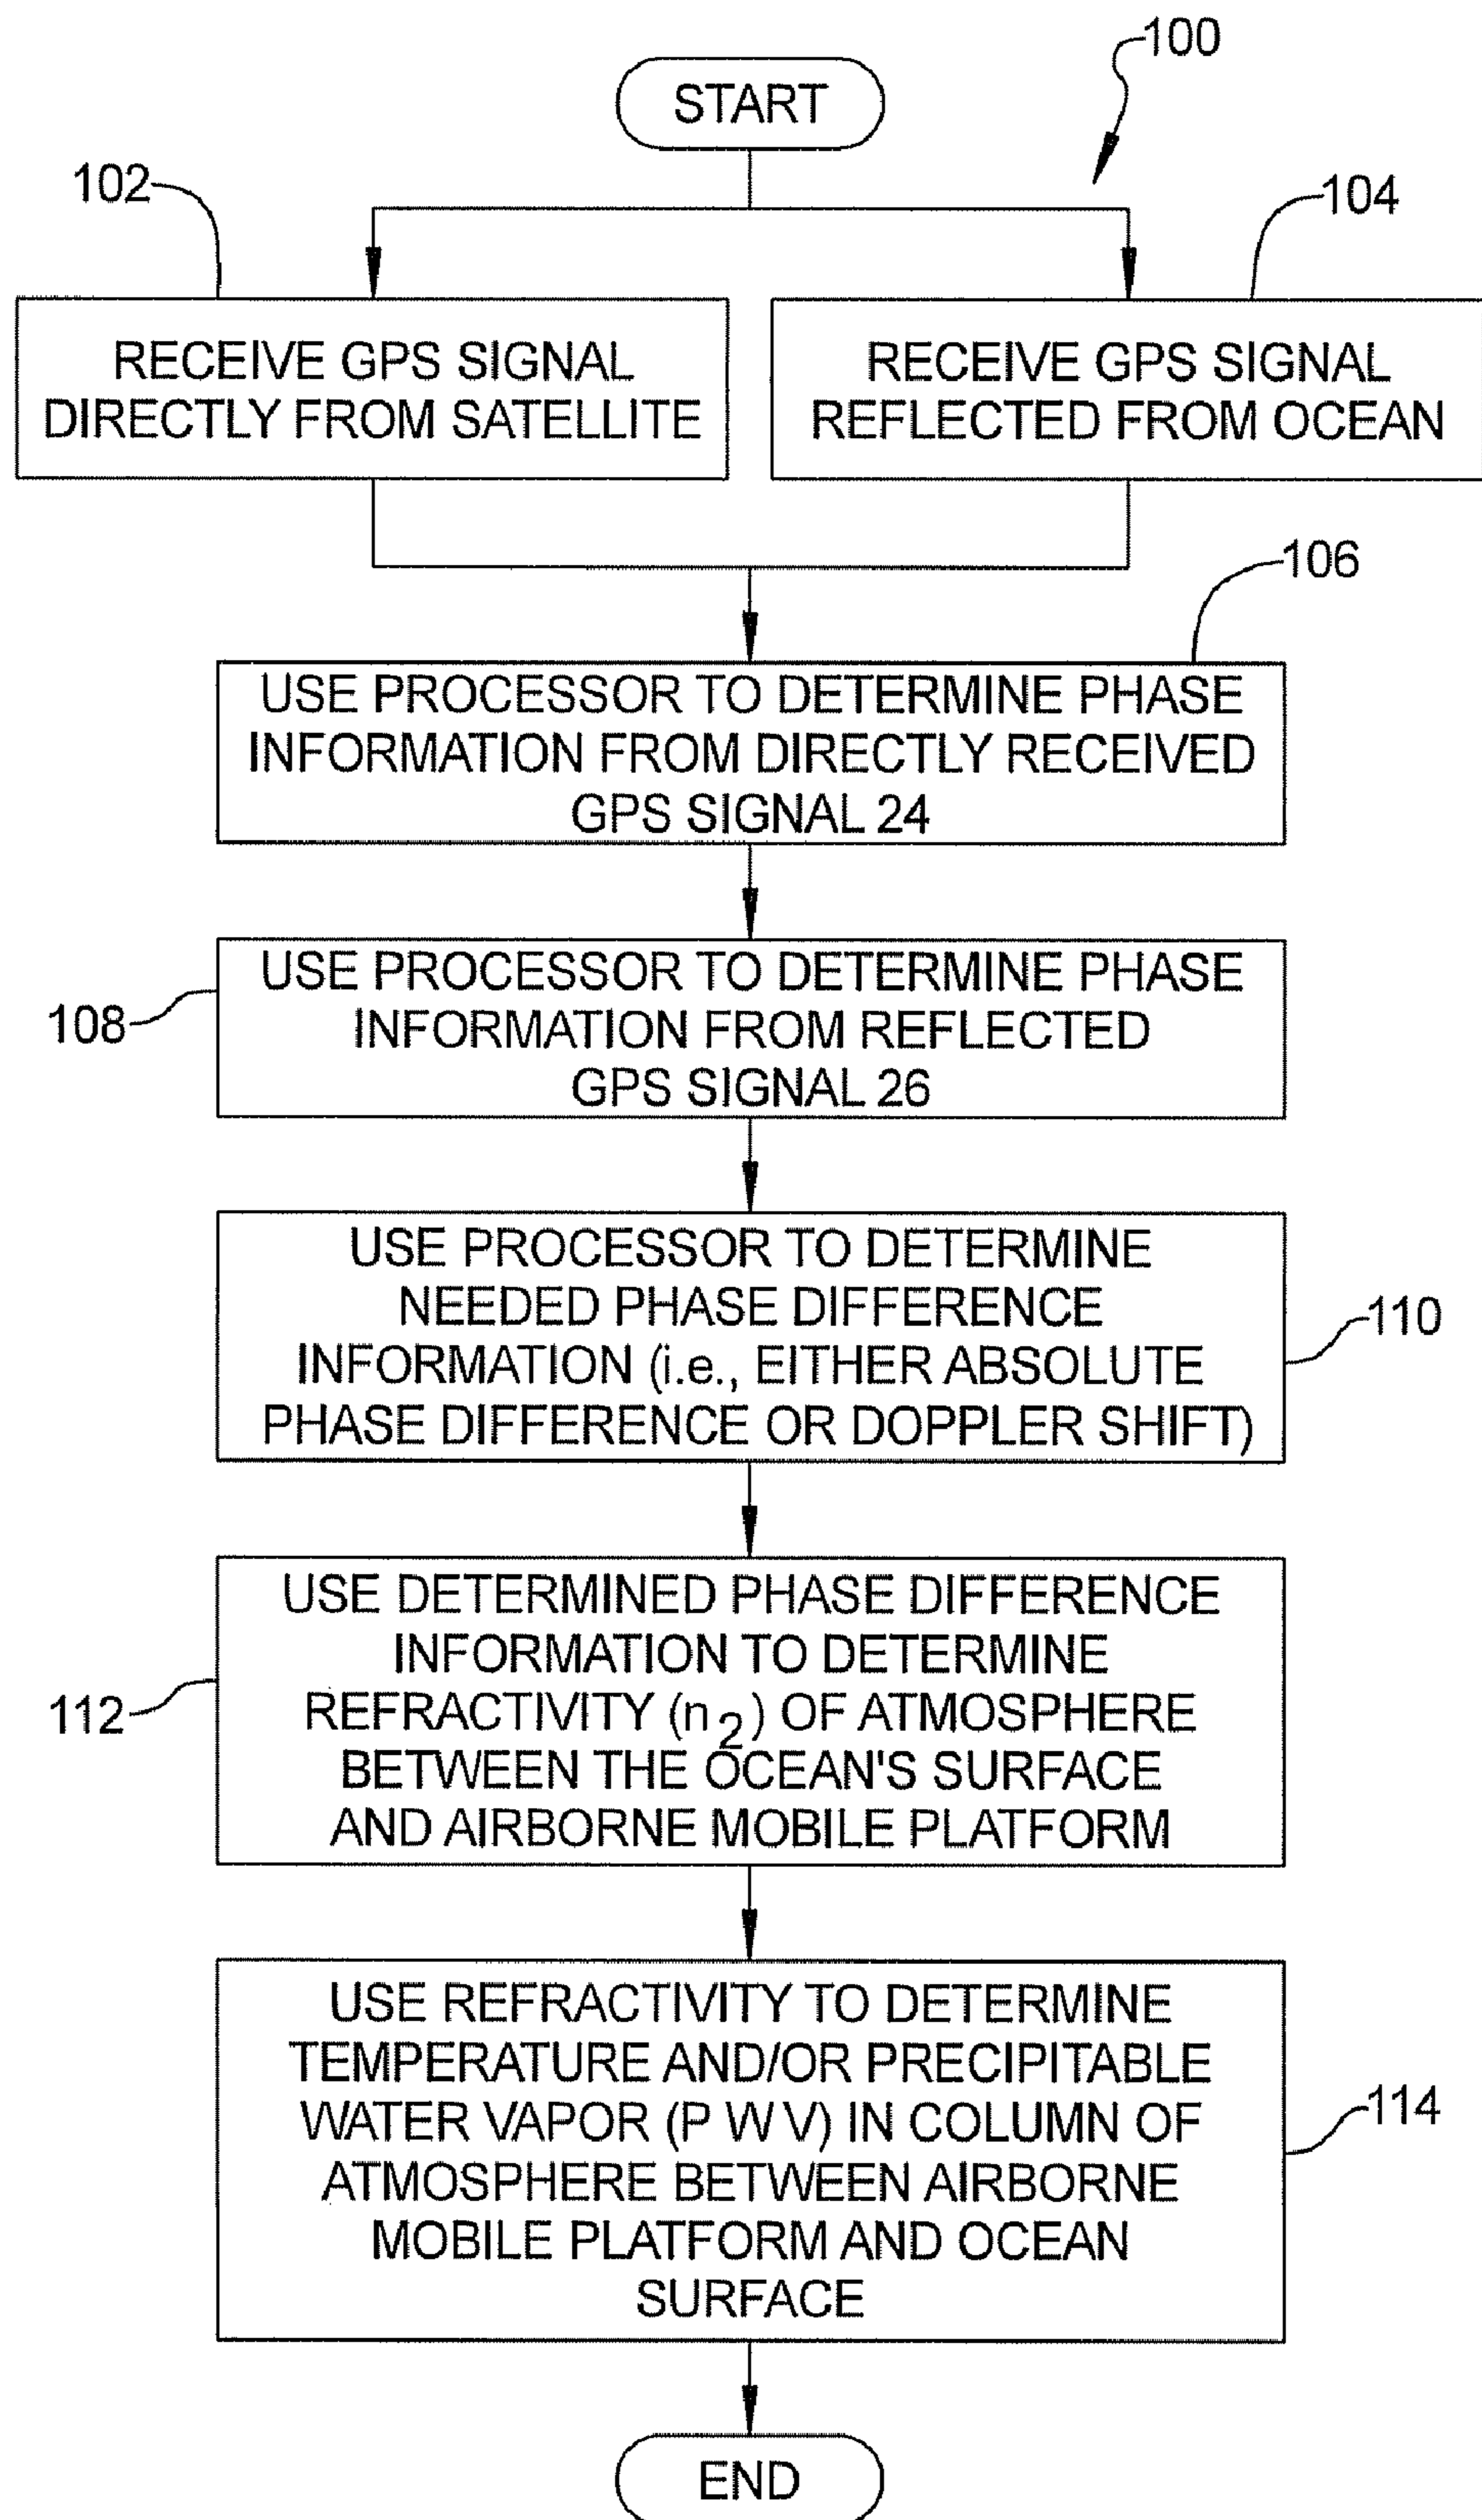 100
START
102
104
RECEIVE GPS SIGNAL
DIRECTLY FROM SATELLITE
RECEIVE GPS SIGNAL
REFLECTED FROM OCEAN
106
USE PROCESSOR TO DETERMINE PHASE
INFORMATION FROM DIRECTLY RECEIVED
GPS SIGNAL 24
108
USE PROCESSOR TO DETERMINE PHASE
INFORMATION FROM REFLECTED
GPS SIGNAL 26
110
USE PROCESSOR TO DETERMINE
NEEDED PHASE DIFFERENCE
INFORMATION (i.e., EITHER ABSOLUTE
PHASE DIFFERENCE OR DOPPLER SHIFT)
112
USE DETERMINED PHASE DIFFERENCE
INFORMATION TO DETERMINE
REFRACTIVITY (n2) OF ATMOSPHERE
BETWEEN THE OCEAN'S SURFACE
AND AIRBORNE MOBILE PLATFORM
114
USE REFRACTIVITY TO DETERMINE
TEMPERATURE AND/OR PRECIPITABLE
WATER VAPOR (P W V) IN COLUMN OF
ATMOSPHERE BETWEEN AIRBORNE
MOBILE PLATFORM AND OCEAN
SURFACE
END